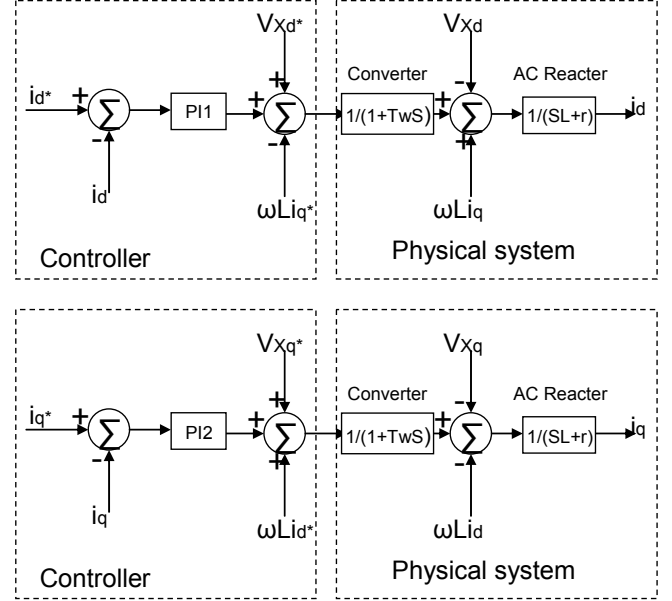 VXd* VXd
Converter AC Reacter
id* + ∑ - PI1 + + ∑ - 1/(1+TwS) + - ∑ + 1/(SL+r) id
id ωLiq* ωLiq
Controller Physical system
VXq* VXq
Converter AC Reacter
iq* + ∑ - PI2 + + ∑ + 1/(1+TwS) + - ∑ - 1/(SL+r) iq
iq ωLid* ωLid
Controller Physical system